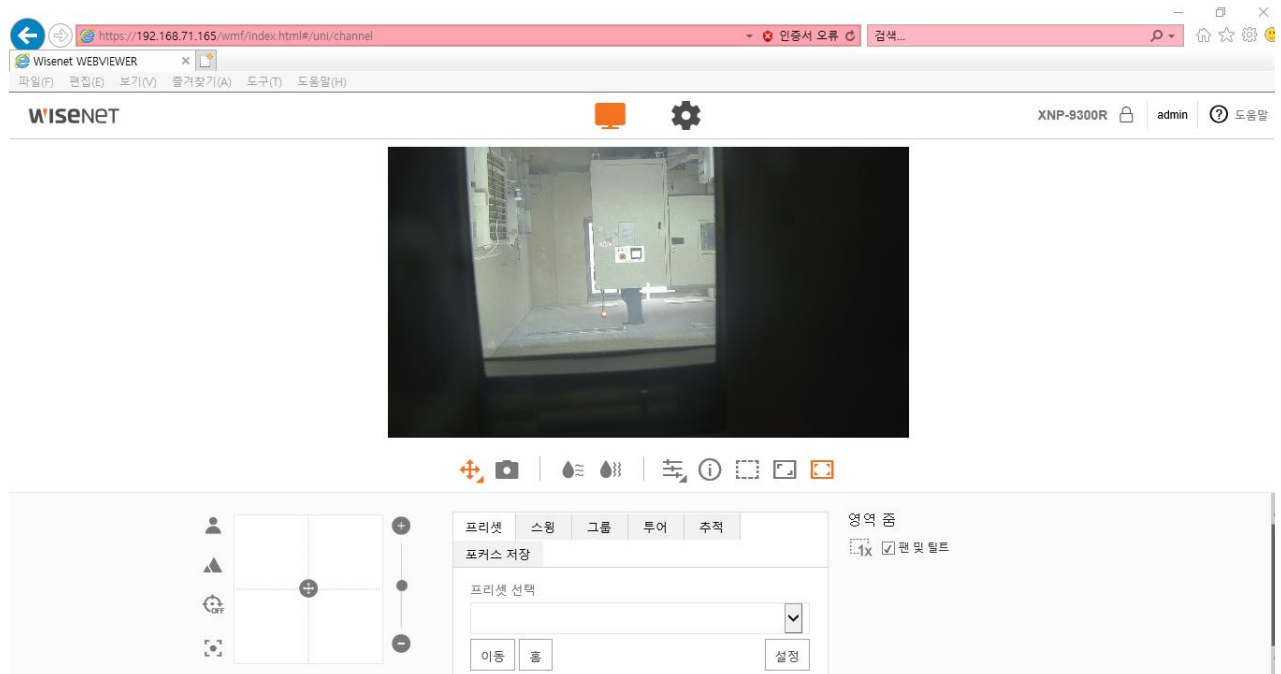 https://192.168.71.165/wmf/index.html#/uni/channel
인증서 오류
검색...
Wisenet WEBVIEWER
파일(F) 편집(E) 보기(V) 즐겨찾기(A) 도구(T) 도움말(H)
WISENET
XNP-9300R
admin
도움말
프리셋 스윙 그룹 투어 추적
포커스 저장
프리셋 선택
이동 홈 설정
OFF
영역 줌
1x 팬 및 틸트